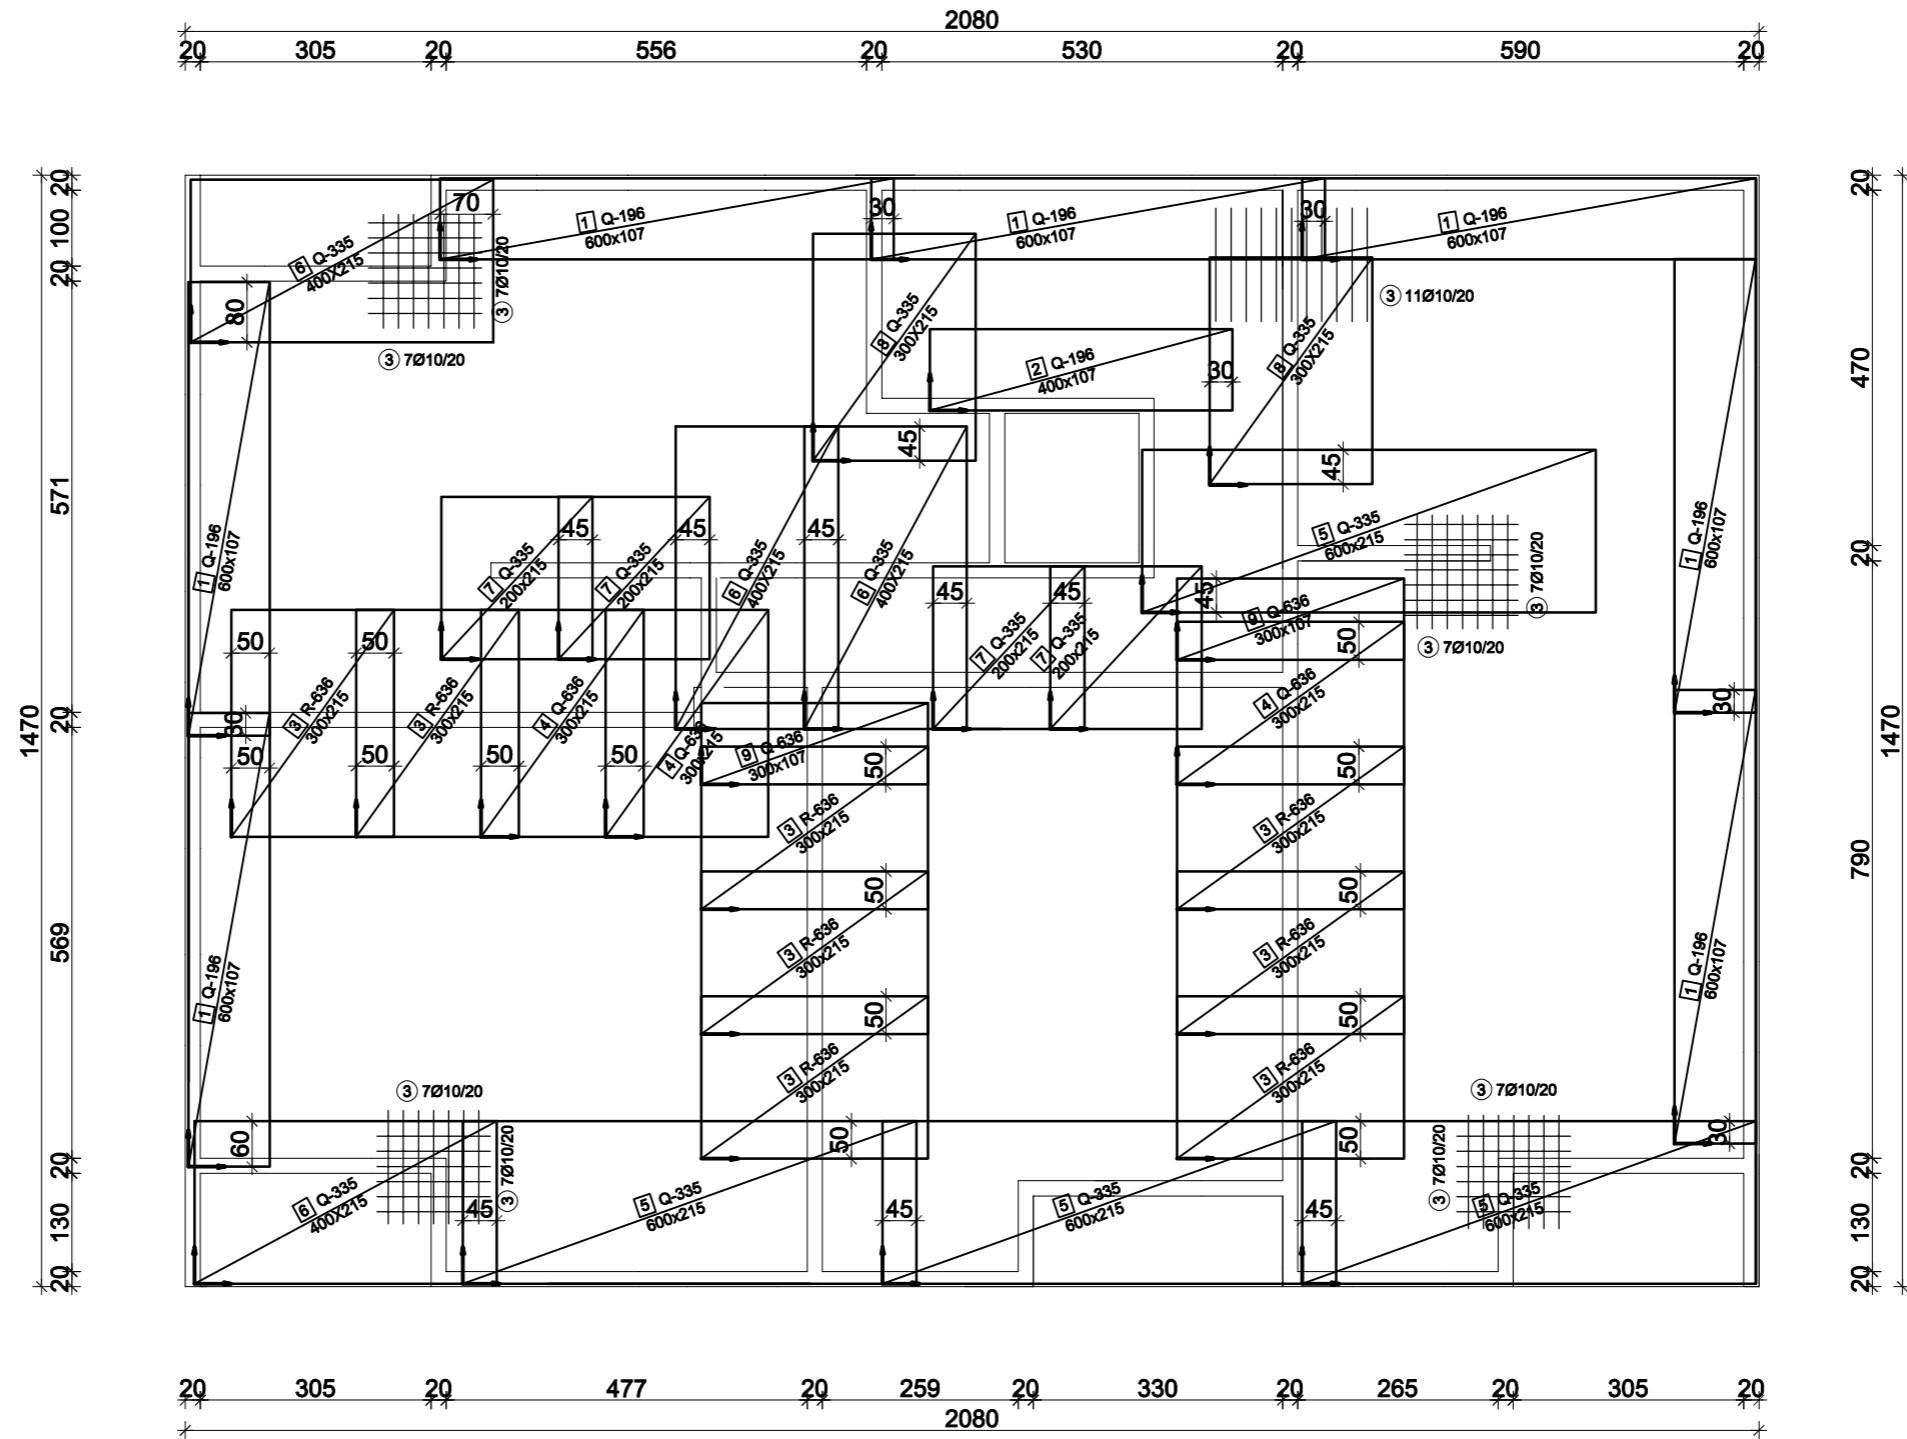 2080
20 305 20 556 20 530 20 590 20
20
100
20
571
20
569
20
130
20
1470
20
470
20
790
20
130
20
1470
6 Q-335
400X215
70
3 7Ø10/20
3 7Ø10/20
80
1 Q-196
600x107
30
1 Q-196
600x107
30
1 Q-196
600x107
3 11Ø10/20
8 Q-335
300X215
45
2 Q-196
400x107
30
8 Q-335
300X215
45
1 Q-196
600x107
30
1 Q-196
600x107
30
7 Q-335
200x215
45
7 Q-335
200x215
45
6 Q-335
400X215
45
6 Q-335
400X215
45
7 Q-335
200x215
45
7 Q-335
200x215
5 Q-335
600x215
45
3 7Ø10/20
3 7Ø10/20
9 Q-636
300x107
50
4 Q-636
300x215
50
50
50
50
50
3 R-636
300x215
3 R-636
300x215
4 Q-636
300x215
4 Q-636
300x215
50
50
50
50
9 Q-636
300x107
50
3 R-636
300x215
50
3 R-636
300x215
50
3 R-636
300x215
50
3 R-636
300x215
50
3 R-636
300x215
50
3 R-636
300x215
50
1 Q-196
600x107
60
1 Q-196
600x107
30
3 7Ø10/20
3 7Ø10/20
6 Q-335
400X215
45
5 Q-335
600x215
45
5 Q-335
600x215
45
3 7Ø10/20
3 7Ø10/20
5 Q-335
600x215
20 305 20 477 20 259 20 330 20 265 20 305 20
2080